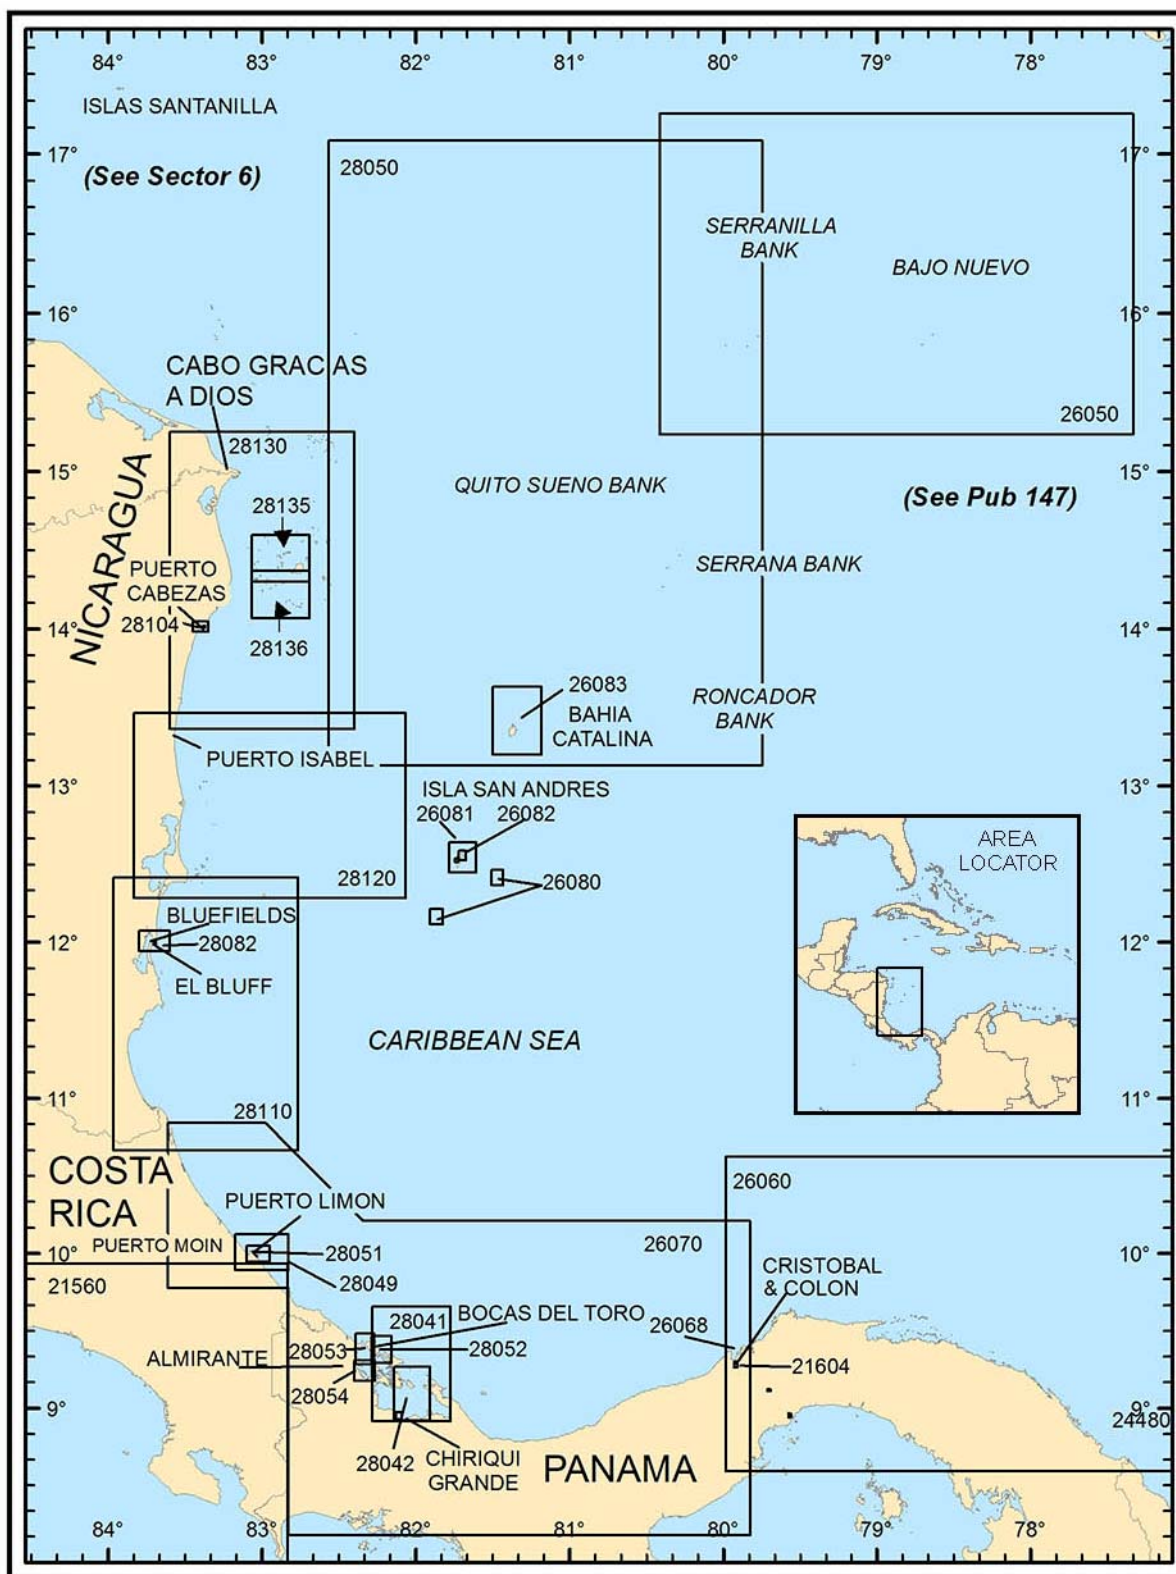 84° 83° 82° 81° 80° 79° 78°
ISLAS SANTANILLA
17° 17°
(See Sector 6)
28050
SERRANILLA
BANK
BAJO NUEVO
16° 16°
CABO GRACIAS
A DIOS
26050
28130
15° 15°
QUITO SUENO BANK
(See Pub 147)
NICARAGUA
28135
PUERTO
CABEZAS
SERRANA BANK
28104
14° 14°
28136
26083
BAHIA
CATALINA
RONCADOR
BANK
PUERTO ISABEL
13° 13°
ISLA SAN ANDRES
26081 26082
AREA
LOCATOR
28120
26080
BLUEFIELDS
28082
12° 12°
EL BLUFF
CARIBBEAN SEA
11° 11°
28110
COSTA
RICA
26060
PUERTO LIMON
PUERTO MOIN
28051
26070
10° 10°
21560
28049
CRISTOBAL
& COLON
28041
BOCAS DEL TORO
26068
28053
28052
ALMIRANTE
21604
28054
9° 9°
24480
28042
CHIRIQUI
GRANDE
PANAMA
84° 83° 82° 81° 80° 79° 78°